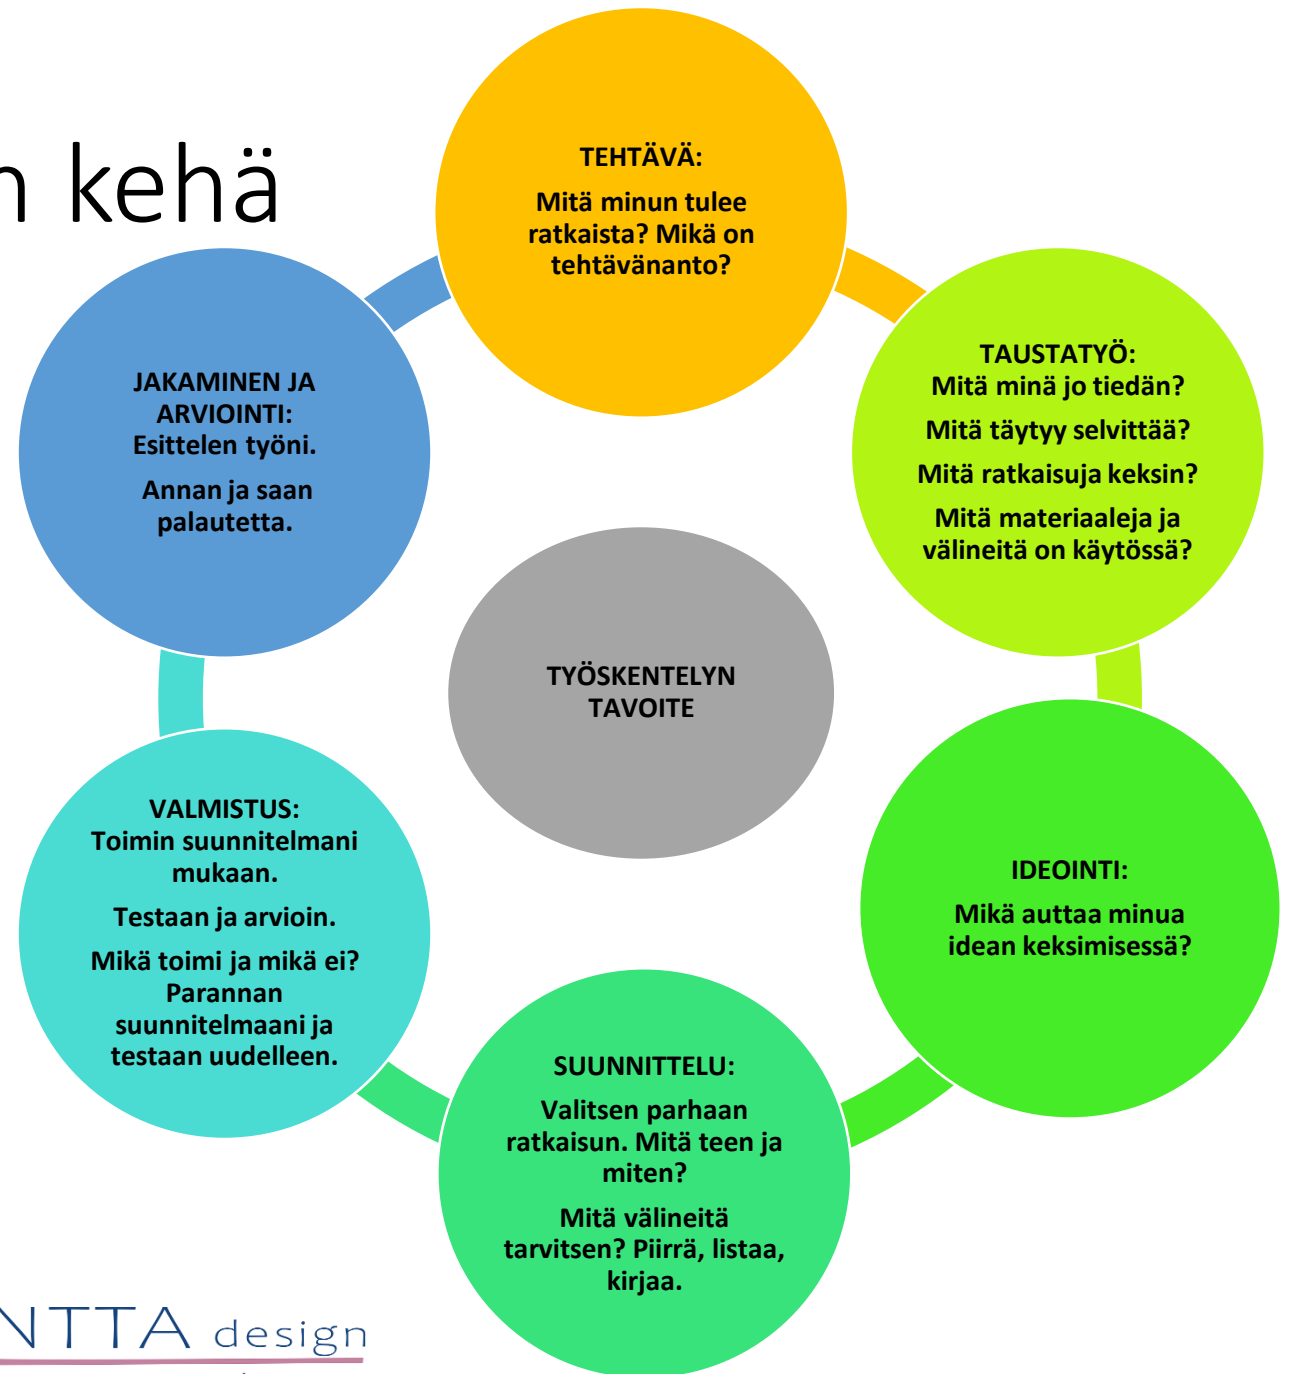 n kehä
TEHTÄVÄ:
Mitä minun tulee
ratkaista? Mikä on
tehtävänanto?
TAUSTATYÖ:
Mitä minä jo tiedän?
Mitä täytyy selvittää?
Mitä ratkaisuja keksin?
Mitä materiaaleja ja
välineitä on käytössä?
IDEOINTI:
Mikä auttaa minua
idean keksimisessä?
SUUNNITTELU:
Valitsen parhaan
ratkaisun. Mitä teen ja
miten?
Mitä välineitä
tarvitsen? Piirrä, listaa,
kirjaa.
VALMISTUS:
Toimin suunnitelmani
mukaan.
Testaan ja arvioin.
Mikä toimi ja mikä ei?
Parannan
suunnitelmaani ja
testaan uudelleen.
JAKAMINEN JA
ARVIOINTI:
Esittelen työni.
Annan ja saan
palautetta.
TYÖSKENTELYN
TAVOITE
NTTA design